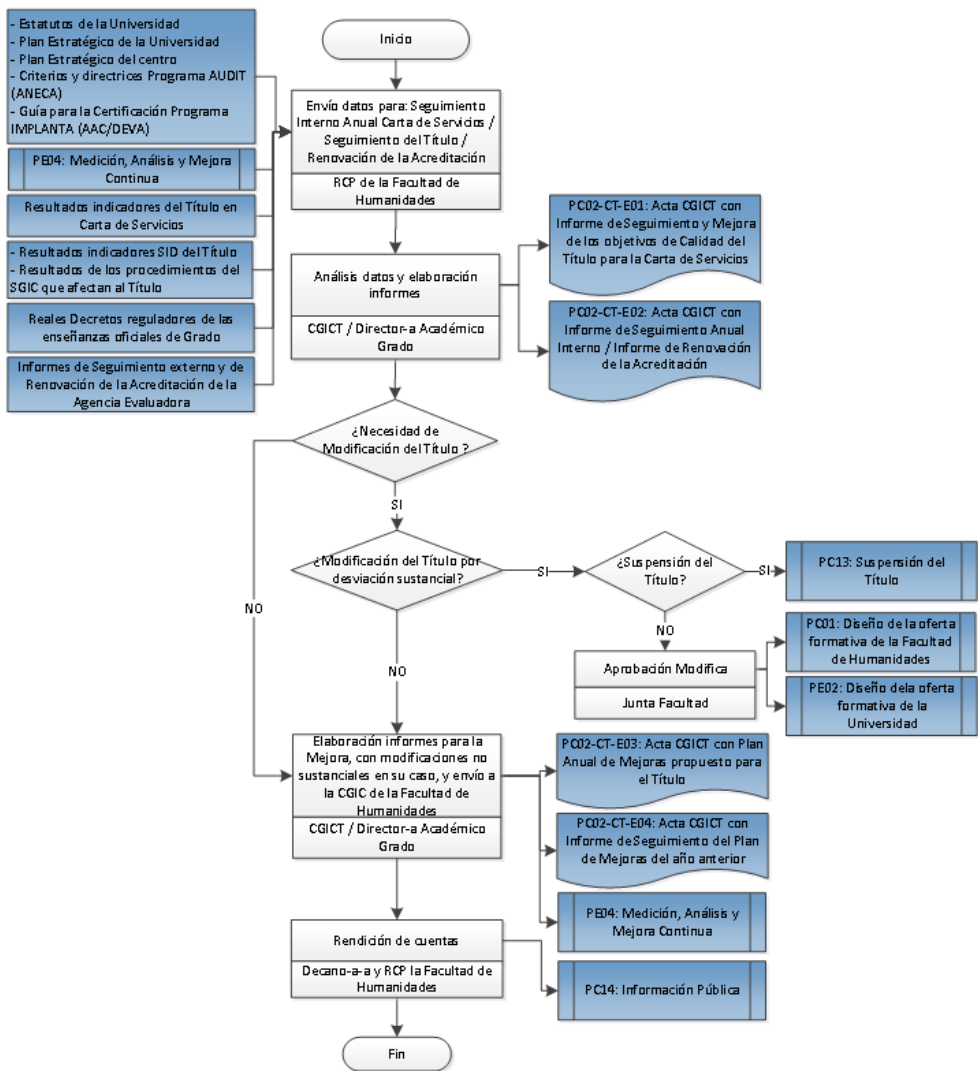 - Estatutos de la Universidad
- Plan Estratégico de la Universidad
- Plan Estratégico del centro
- Criterios y directrices Programa AUDIT
(ANECA)
- Guía para la Certificación Programa
IMPLANTA (AAC/DEVA)
PE04: Medición, Análisis y Mejora
Continua
Resultados indicadores del Título en
Carta de Servicios
- Resultados indicadores SID del Título
- Resultados de los procedimientos del
SGIC que afectan al Título
Reales Decretos reguladores de las
enseñanzas oficiales de Grado
Informes de Seguimiento externo y de
Renovación de la Acreditación de la
Agencia Evaluadora
Inicio
Envío datos para: Seguimiento
Interno Anual Carta de Servicios /
Seguimiento del Título /
Renovación de la Acreditación
RCP de la Facultad de
Humanidades
Análisis datos y elaboración
informes
CGICT / Director-a Académico
Grado
PC02-CT-E01: Acta CGICT con
Informe de Seguimiento y Mejora
de los objetivos de Calidad del
Título para la Carta de Servicios
PC02-CT-E02: Acta CGICT con
Informe de Seguimiento Anual
Interno / Informe de Renovación
de la Acreditación
¿Necesidad de
Modificación del Título ?
SI
NO
¿Modificación del Título por
desviación sustancial?
SI
NO
¿Suspensión del
Título?
SI
NO
PC13: Suspensión del
Título
Aprobación Modifica
Junta Facultad
PC01: Diseño de la oferta
formativa de la Facultad
de Humanidades
PE02: Diseño dela oferta
formativa de la
Universidad
Elaboración informes para la
Mejora, con modificaciones no
sustanciales en su caso, y envío a
la CGIC de la Facultad de
Humanidades
CGICT / Director-a Académico
Grado
PC02-CT-E03: Acta CGICT con Plan
Anual de Mejoras propuesto para
el Título
PC02-CT-E04: Acta CGICT con
Informe de Seguimiento del Plan
de Mejoras del año anterior
PE04: Medición, Análisis y
Mejora Continua
Rendición de cuentas
Decano-a-a y RCP la Facultad de
Humanidades
PC14: Información Pública
Fin